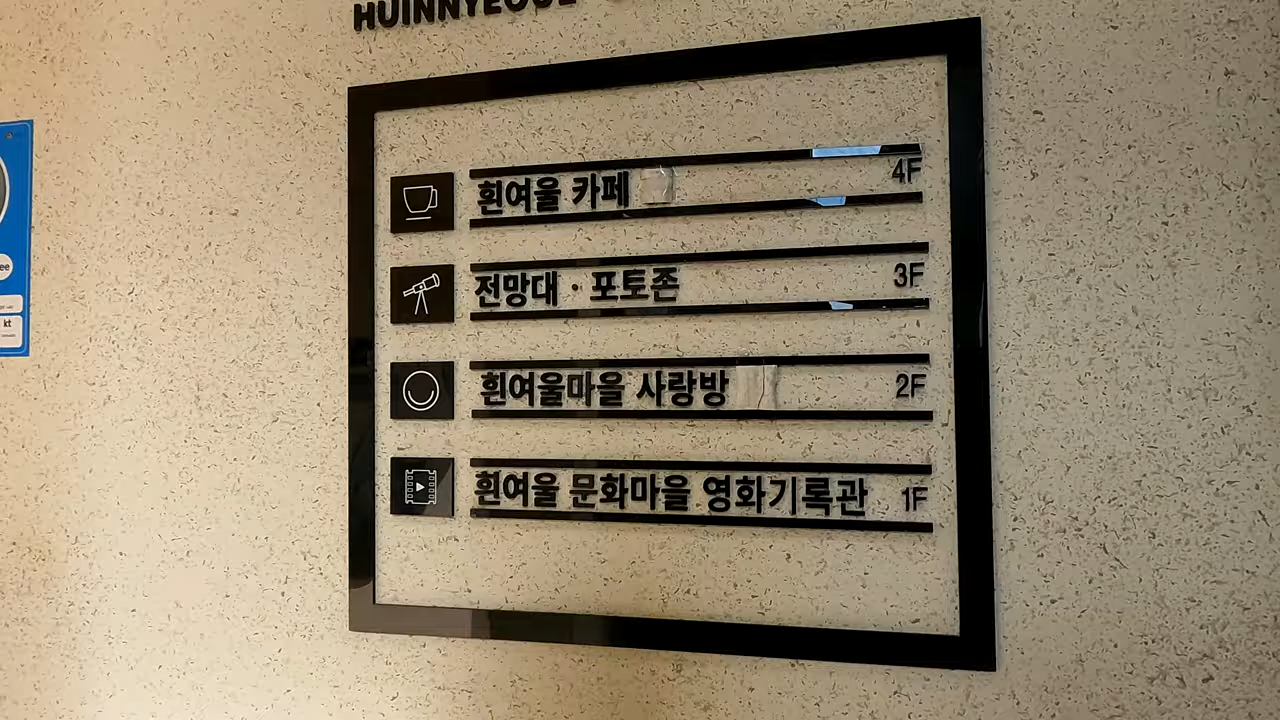 HUINNYEOUL
흰여울 카페 4F
전망대 · 포토존 3F
흰여울마을 사랑방 2F
흰여울 문화마을 영화기록관 1F
kt